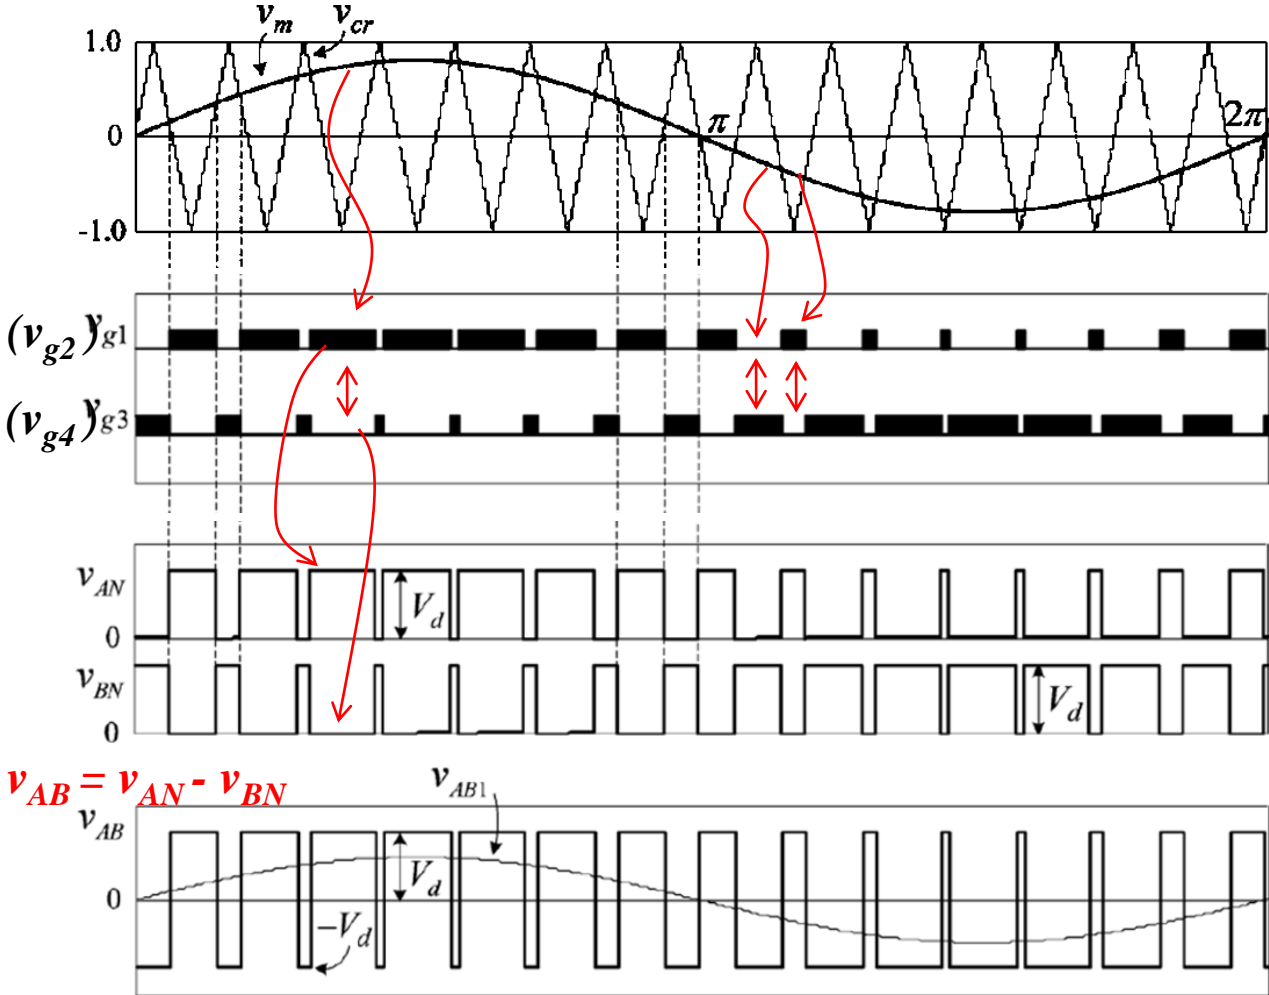 v_m v_cr
1.0
0
π 2π
-1.0
(v_g2) v_g1
(v_g4) v_g3
v_AN
V_d
0
v_BN
V_d
0
v_AB = v_AN - v_BN
v_AB1
v_AB
V_d
0
-V_d